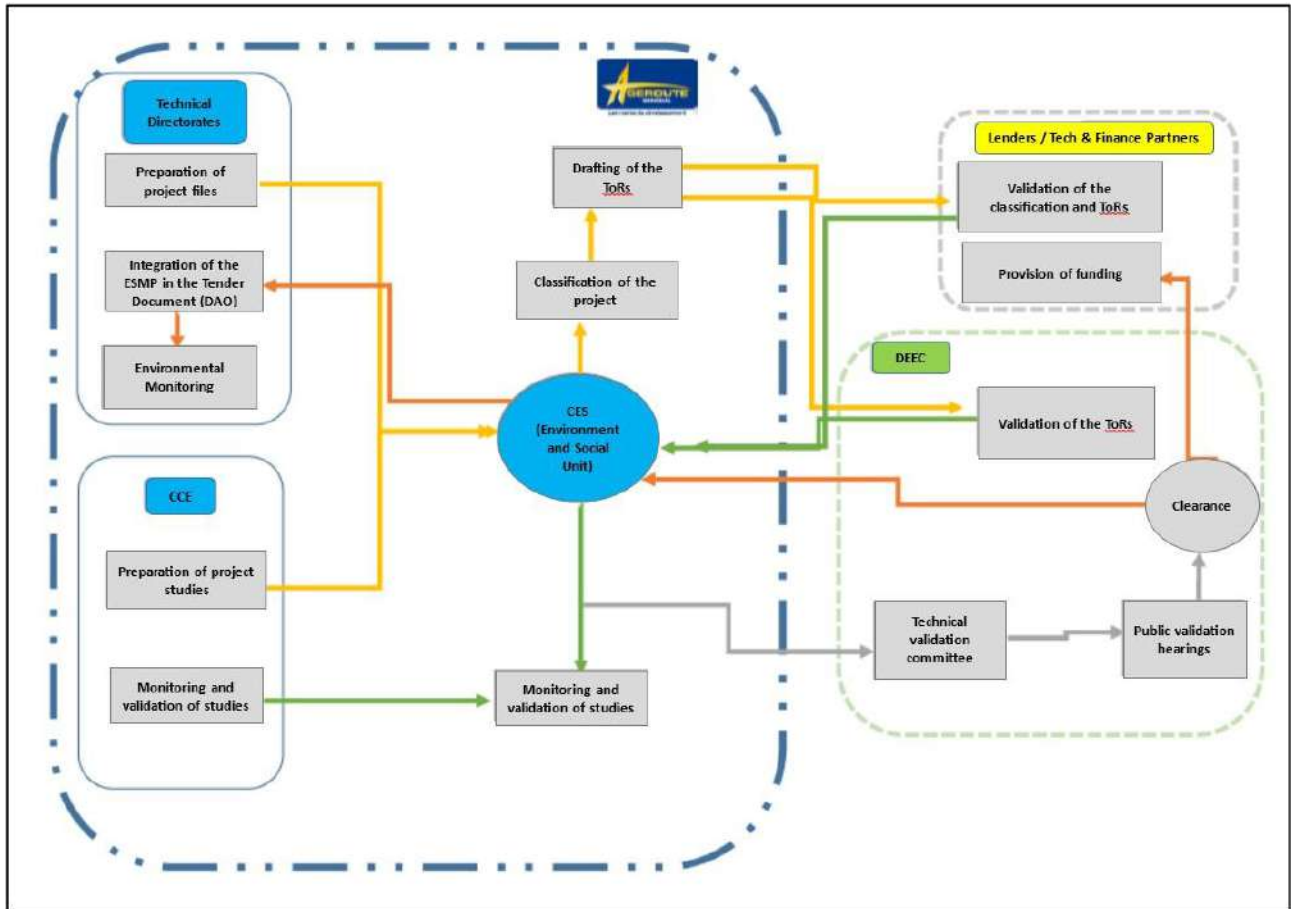 AGEROUTE
SENEGAL
Technical
Directorates
Preparation of
project files
Integration of the
ESMP in the Tender
Document (DAO)
Environmental
Monitoring
CCE
Preparation of project
studies
Monitoring and
validation of studies
Drafting of the
ToRs
Classification of the
project
CES
(Environment
and Social
Unit)
Monitoring and
validation of studies
Lenders / Tech & Finance Partners
Validation of the
classification and ToRs
Provision of funding
DEEC
Validation of the ToRs
Clearance
Technical
validation
committee
Public validation
hearings